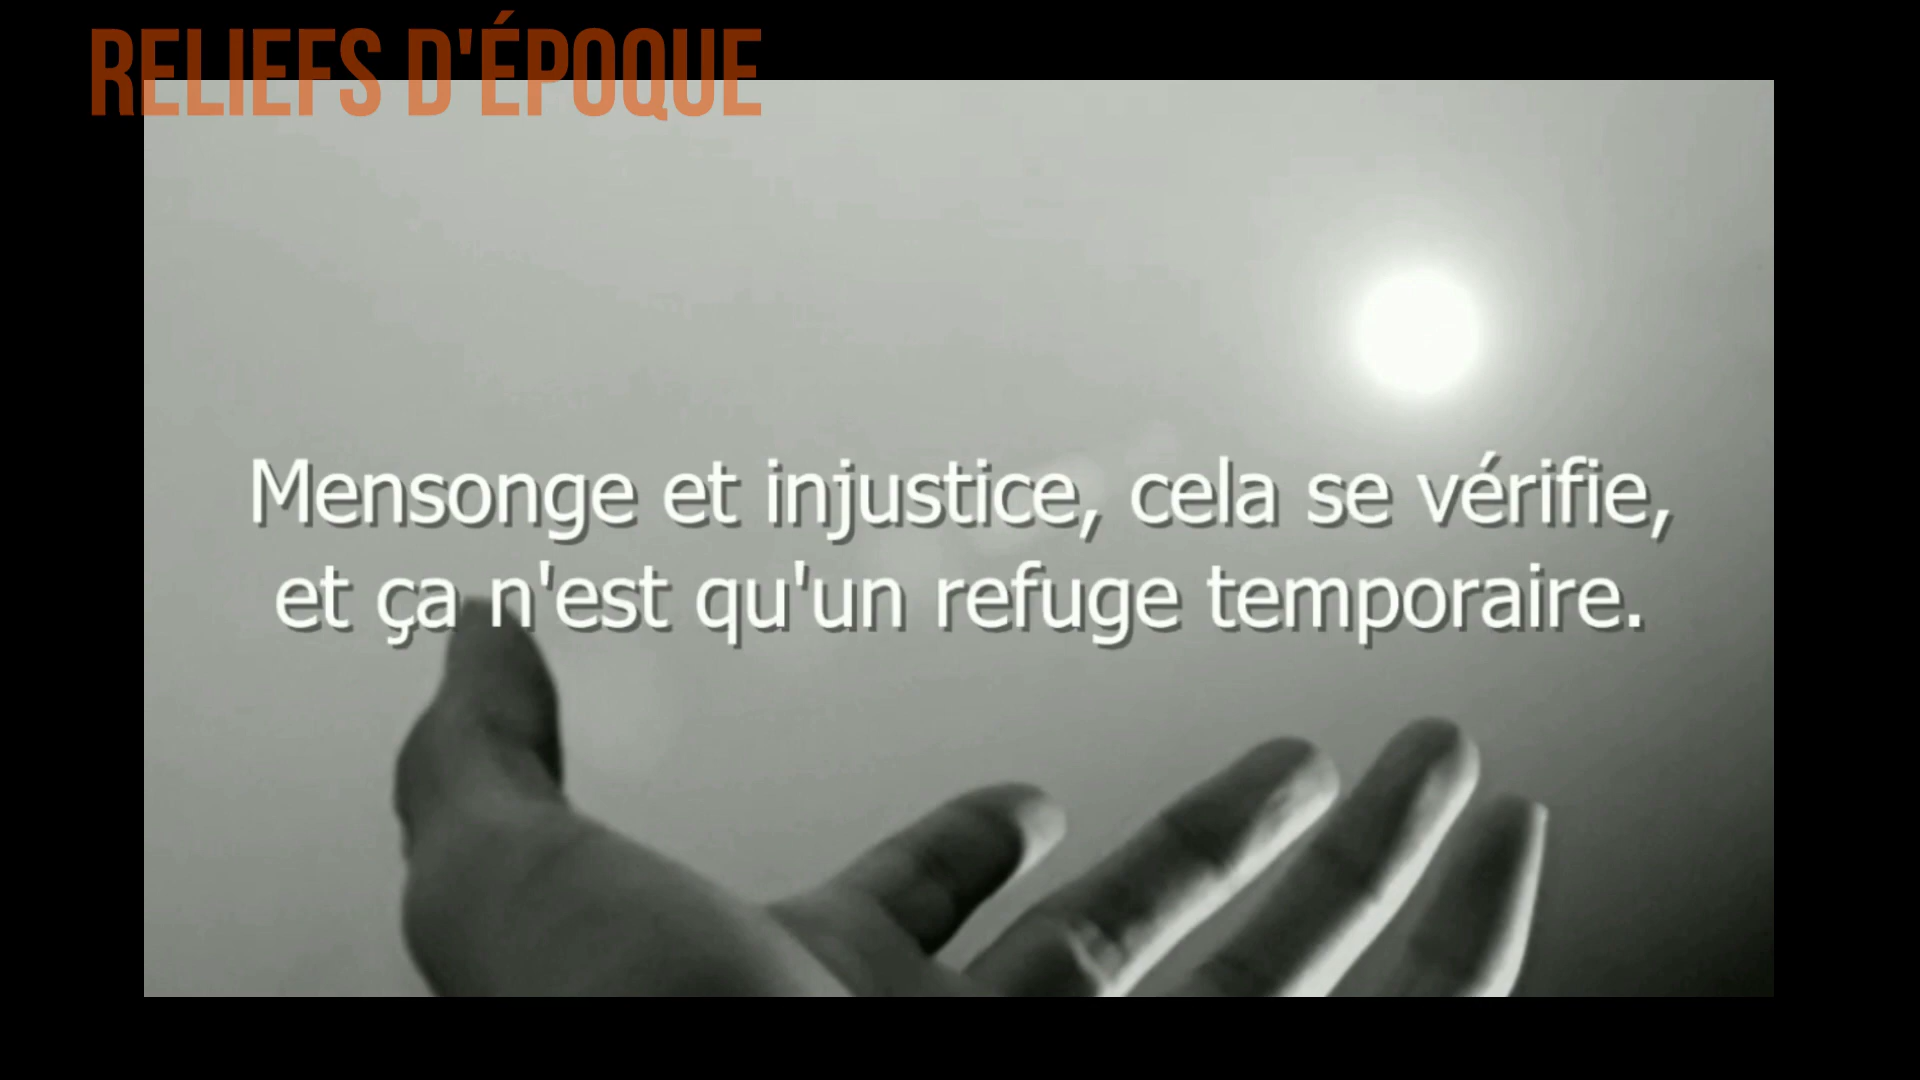 RELIEFS D'ÉPOQUE
Mensonge et injustice, cela se vérifie,
et ça n'est qu'un refuge temporaire.